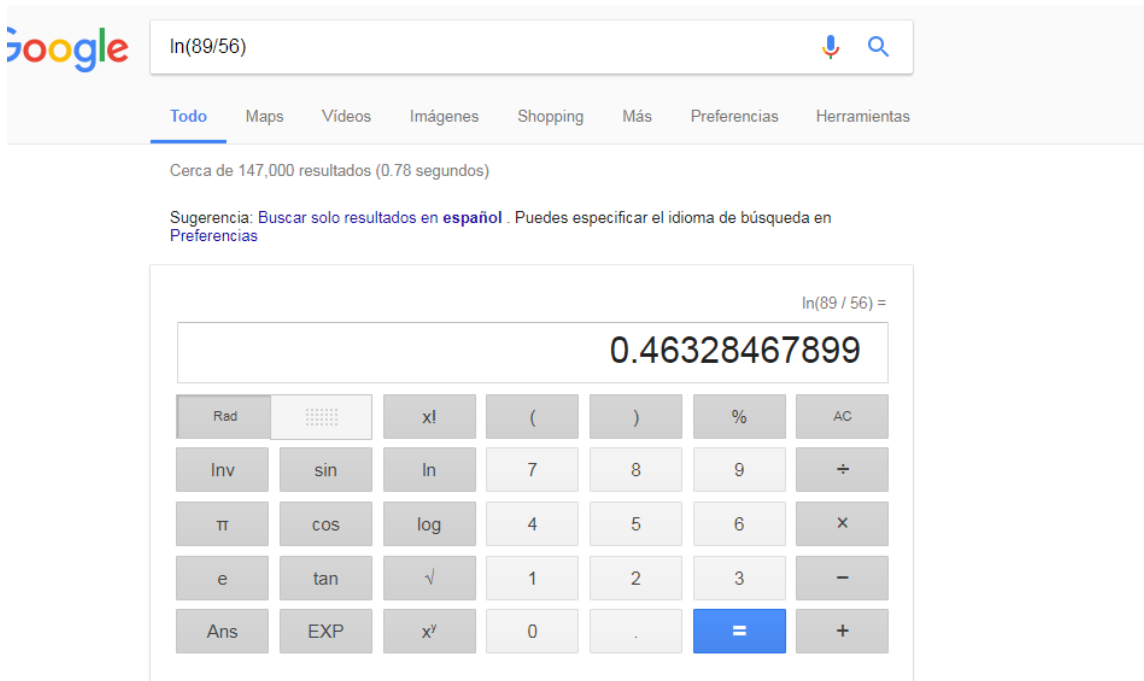 Google
ln(89/56)
Todo Maps Vídeos Imágenes Shopping Más Preferencias Herramientas
Cerca de 147,000 resultados (0.78 segundos)
Sugerencia: Buscar solo resultados en español . Puedes especificar el idioma de búsqueda en
Preferencias
ln(89 / 56) =
0.46328467899
Rad x! ( ) % AC
Inv sin ln 7 8 9 ÷
π cos log 4 5 6 ×
e tan √ 1 2 3 −
Ans EXP xʸ 0 . = +